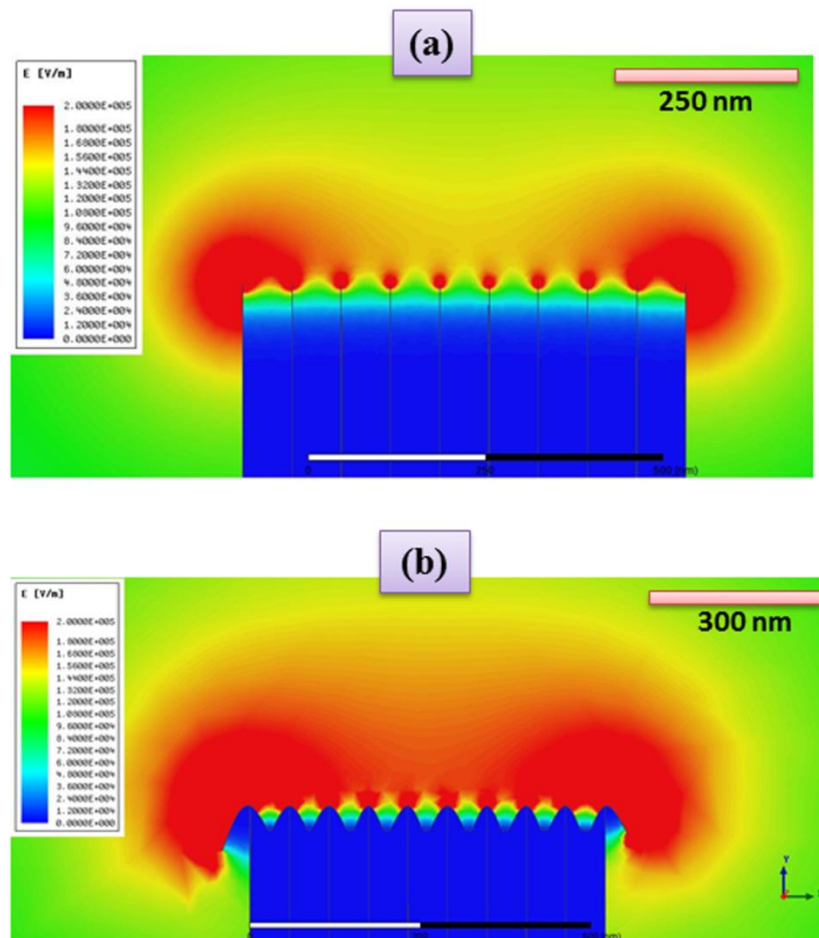 (a)
E [V/m]
2.0000E+005
1.8000E+005
1.6800E+005
1.5600E+005
1.4400E+005
1.3200E+005
1.2000E+005
1.0800E+005
9.6000E+004
8.4000E+004
7.2000E+004
6.0000E+004
4.8000E+004
3.6000E+004
2.4000E+004
1.2000E+004
0.0000E+000
250 nm
0 250 500 (nm)
(b)
E [V/m]
2.0000E+005
1.8000E+005
1.6800E+005
1.5600E+005
1.4400E+005
1.3200E+005
1.2000E+005
1.0800E+005
9.6000E+004
8.4000E+004
7.2000E+004
6.0000E+004
4.8000E+004
3.6000E+004
2.4000E+004
1.2000E+004
0.0000E+000
300 nm
Y
0